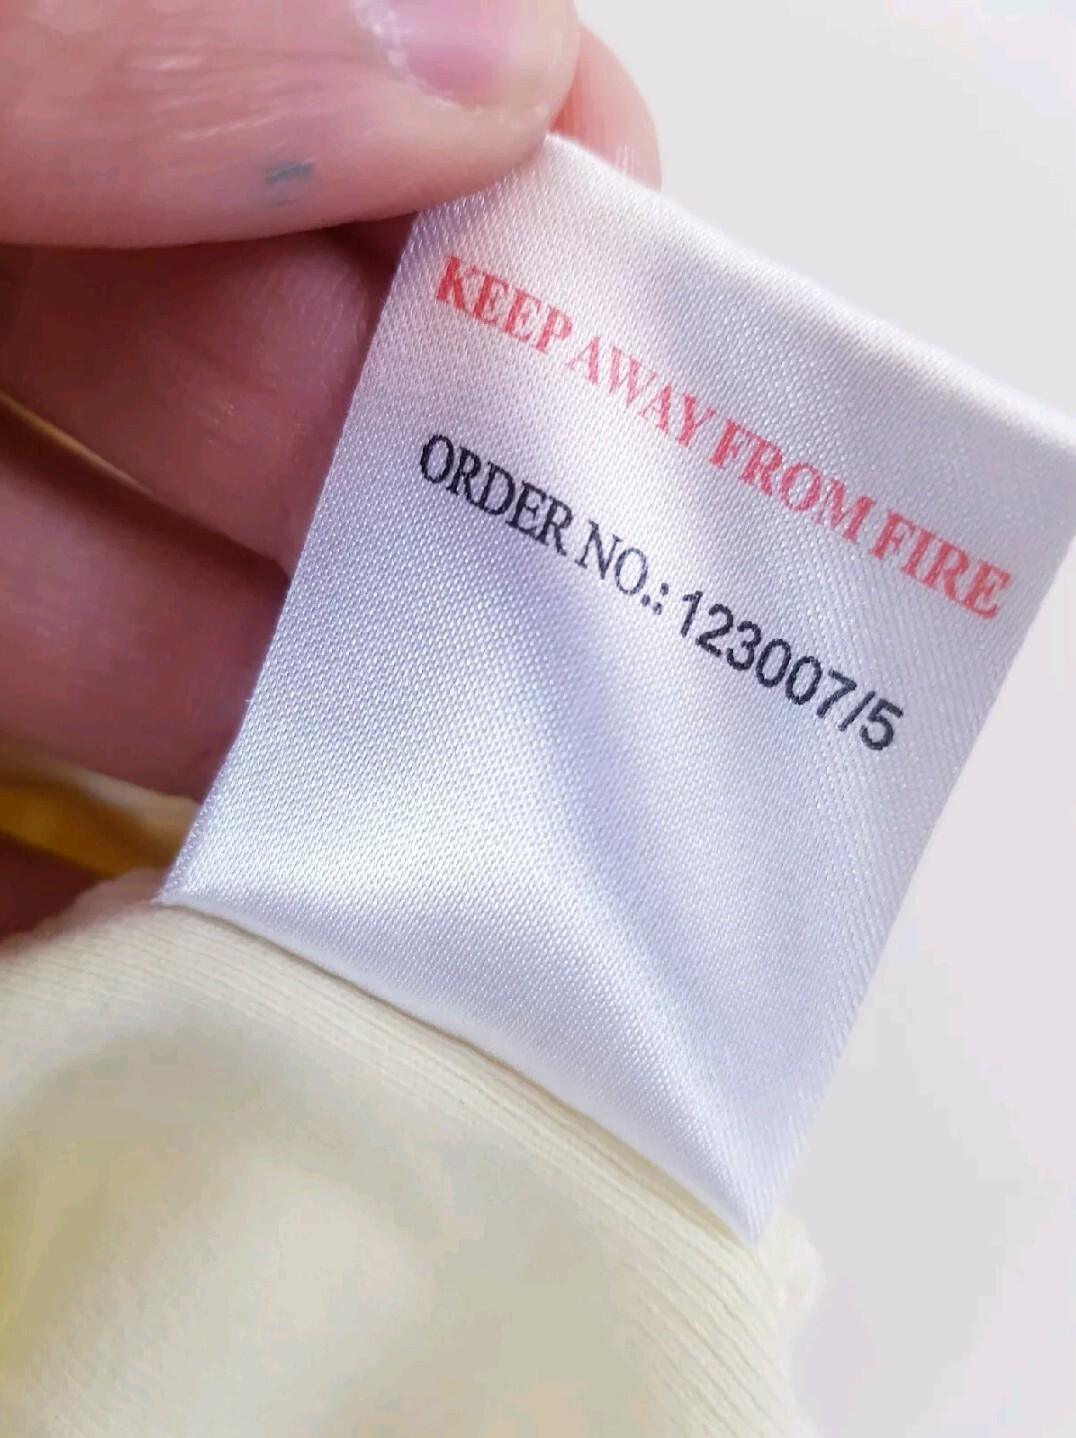 KEEP AWAY FROM FIRE
ORDER NO.: 123007/5